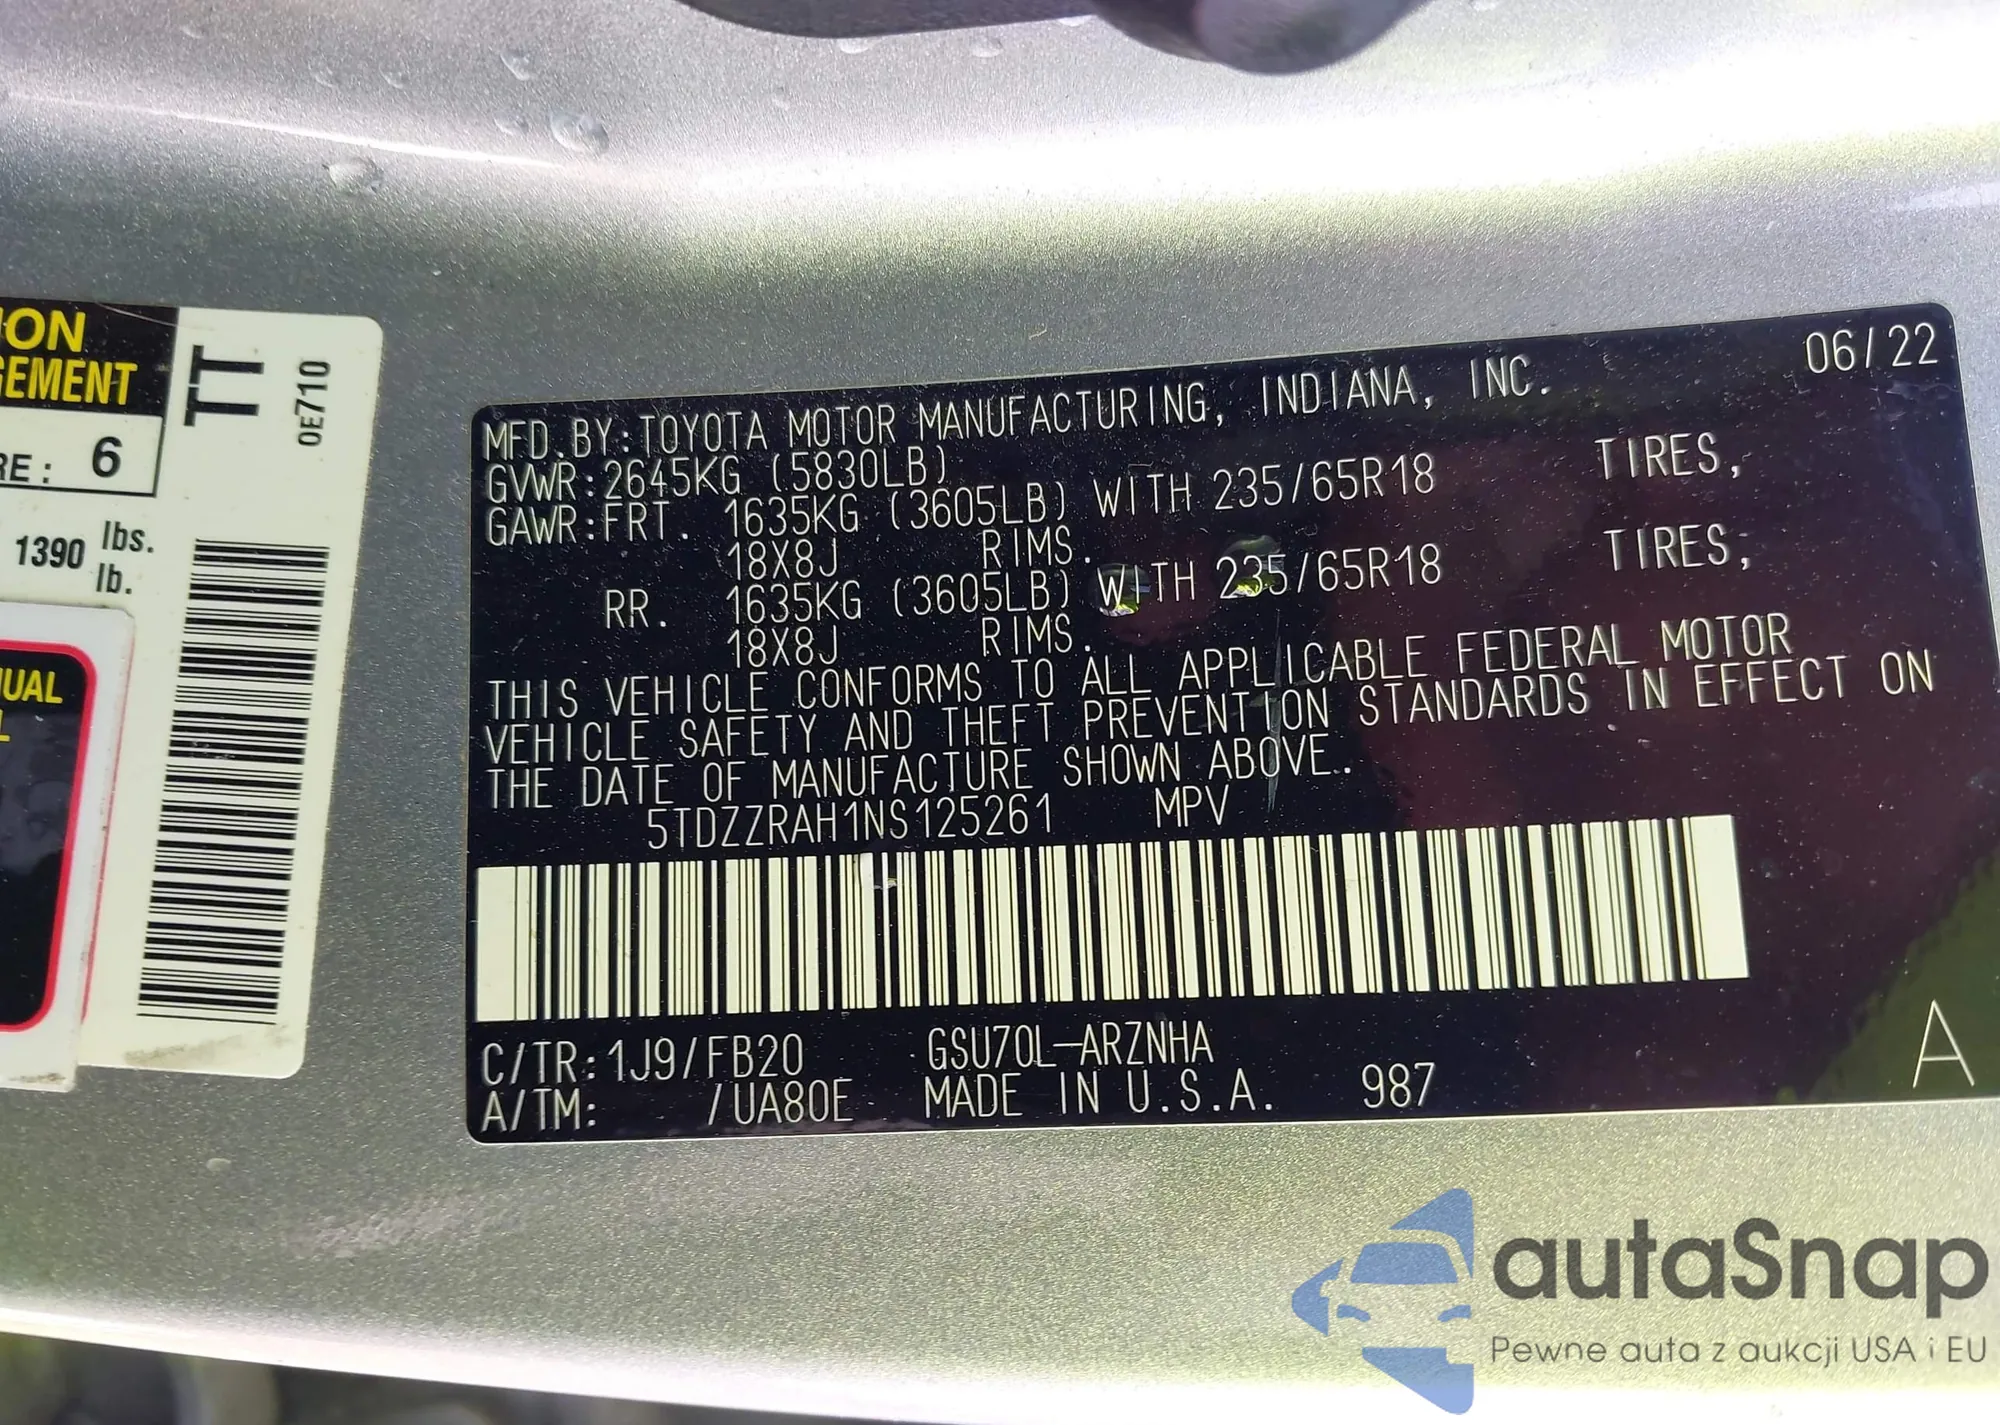 ION
GEMENT
RE: 6
1390 lbs.
lb.
UAL
L
TT
0E710
06/22
MFD.BY:TOYOTA MOTOR MANUFACTURING, INDIANA, INC.
GVWR:2645KG (5830LB)
GAWR:FRT. 1635KG (3605LB) WITH 235/65R18 TIRES,
18X8J RIMS.
RR. 1635KG (3605LB) WITH 235/65R18 TIRES,
18X8J RIMS.
THIS VEHICLE CONFORMS TO ALL APPLICABLE FEDERAL MOTOR
VEHICLE SAFETY AND THEFT PREVENTION STANDARDS IN EFFECT ON
THE DATE OF MANUFACTURE SHOWN ABOVE.
5TDZZRAH1NS125261 MPV
C/TR:1J9/FB20 GSU70L-ARZNHA
A/TM: /UA80E MADE IN U.S.A. 987
A
autaSnap
Pewne auta z aukcji USA i EU